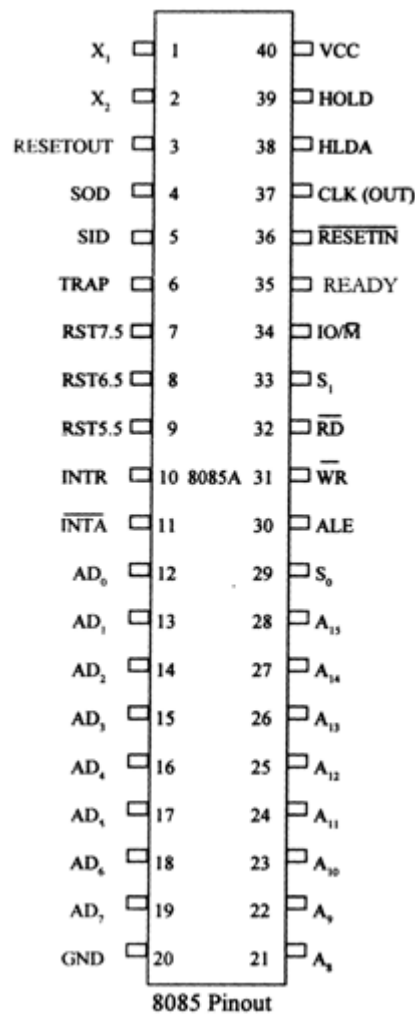 X₁ 1 40 VCC
X₂ 2 39 HOLD
RESETOUT 3 38 HLDA
SOD 4 37 CLK (OUT)
SID 5 36 R̅E̅S̅E̅T̅I̅N̅
TRAP 6 35 READY
RST7.5 7 34 IO/M̅
RST6.5 8 33 S₁
RST5.5 9 32 R̅D̅
INTR 10 8085A 31 W̅R̅
I̅N̅T̅A̅ 11 30 ALE
AD₀ 12 29 S₀
AD₁ 13 28 A₁₅
AD₂ 14 27 A₁₄
AD₃ 15 26 A₁₃
AD₄ 16 25 A₁₂
AD₅ 17 24 A₁₁
AD₆ 18 23 A₁₀
AD₇ 19 22 A₉
GND 20 21 A₈
8085 Pinout